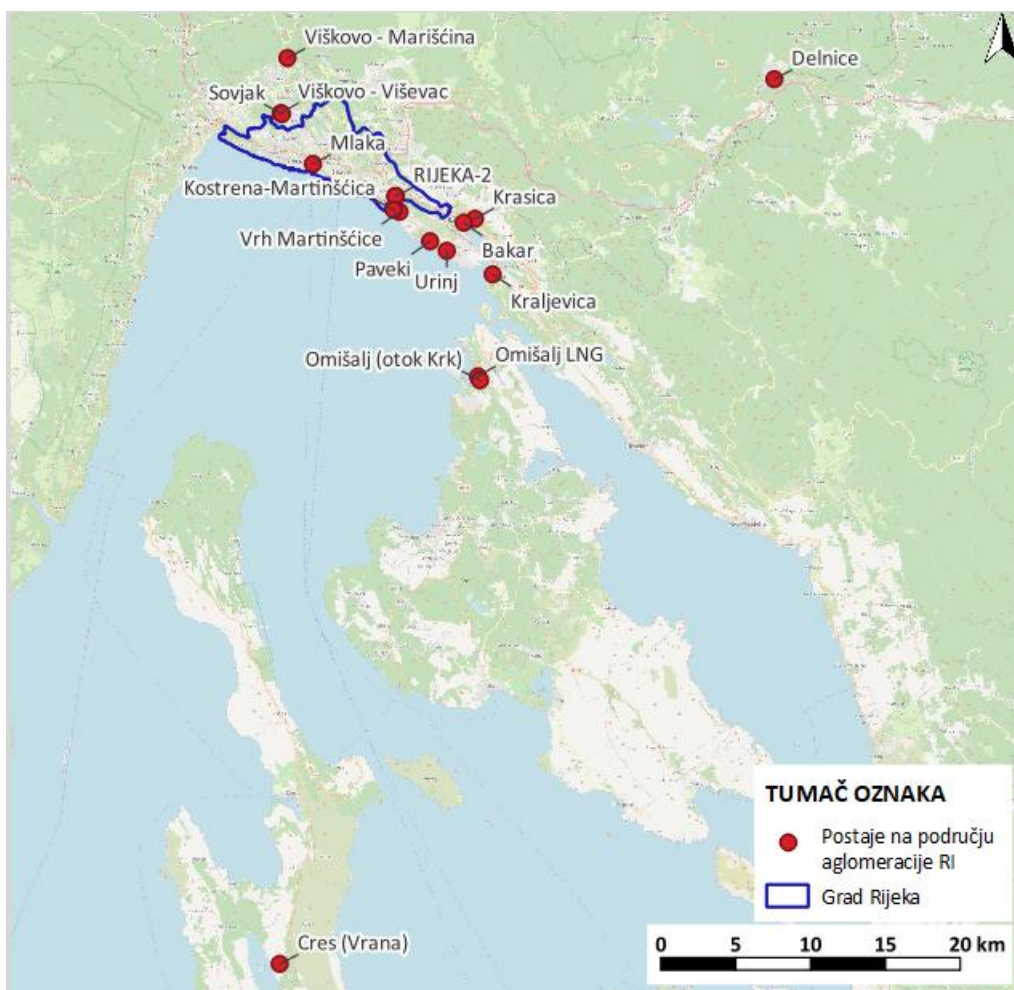 Viškovo - Marišćina
Delnice
Sovjak
Viškovo - Viševac
Mlaka
RIJEKA-2
Kostrena-Martinšćica
Krasica
Vrh Martinšćice
Bakar
Paveki
Urinj
Kraljevica
Omišalj (otok Krk)
Omišalj LNG
Cres (Vrana)
TUMAČ OZNAKA
Postaje na području
aglomeracije RI
Grad Rijeka
0 5 10 15 20 km